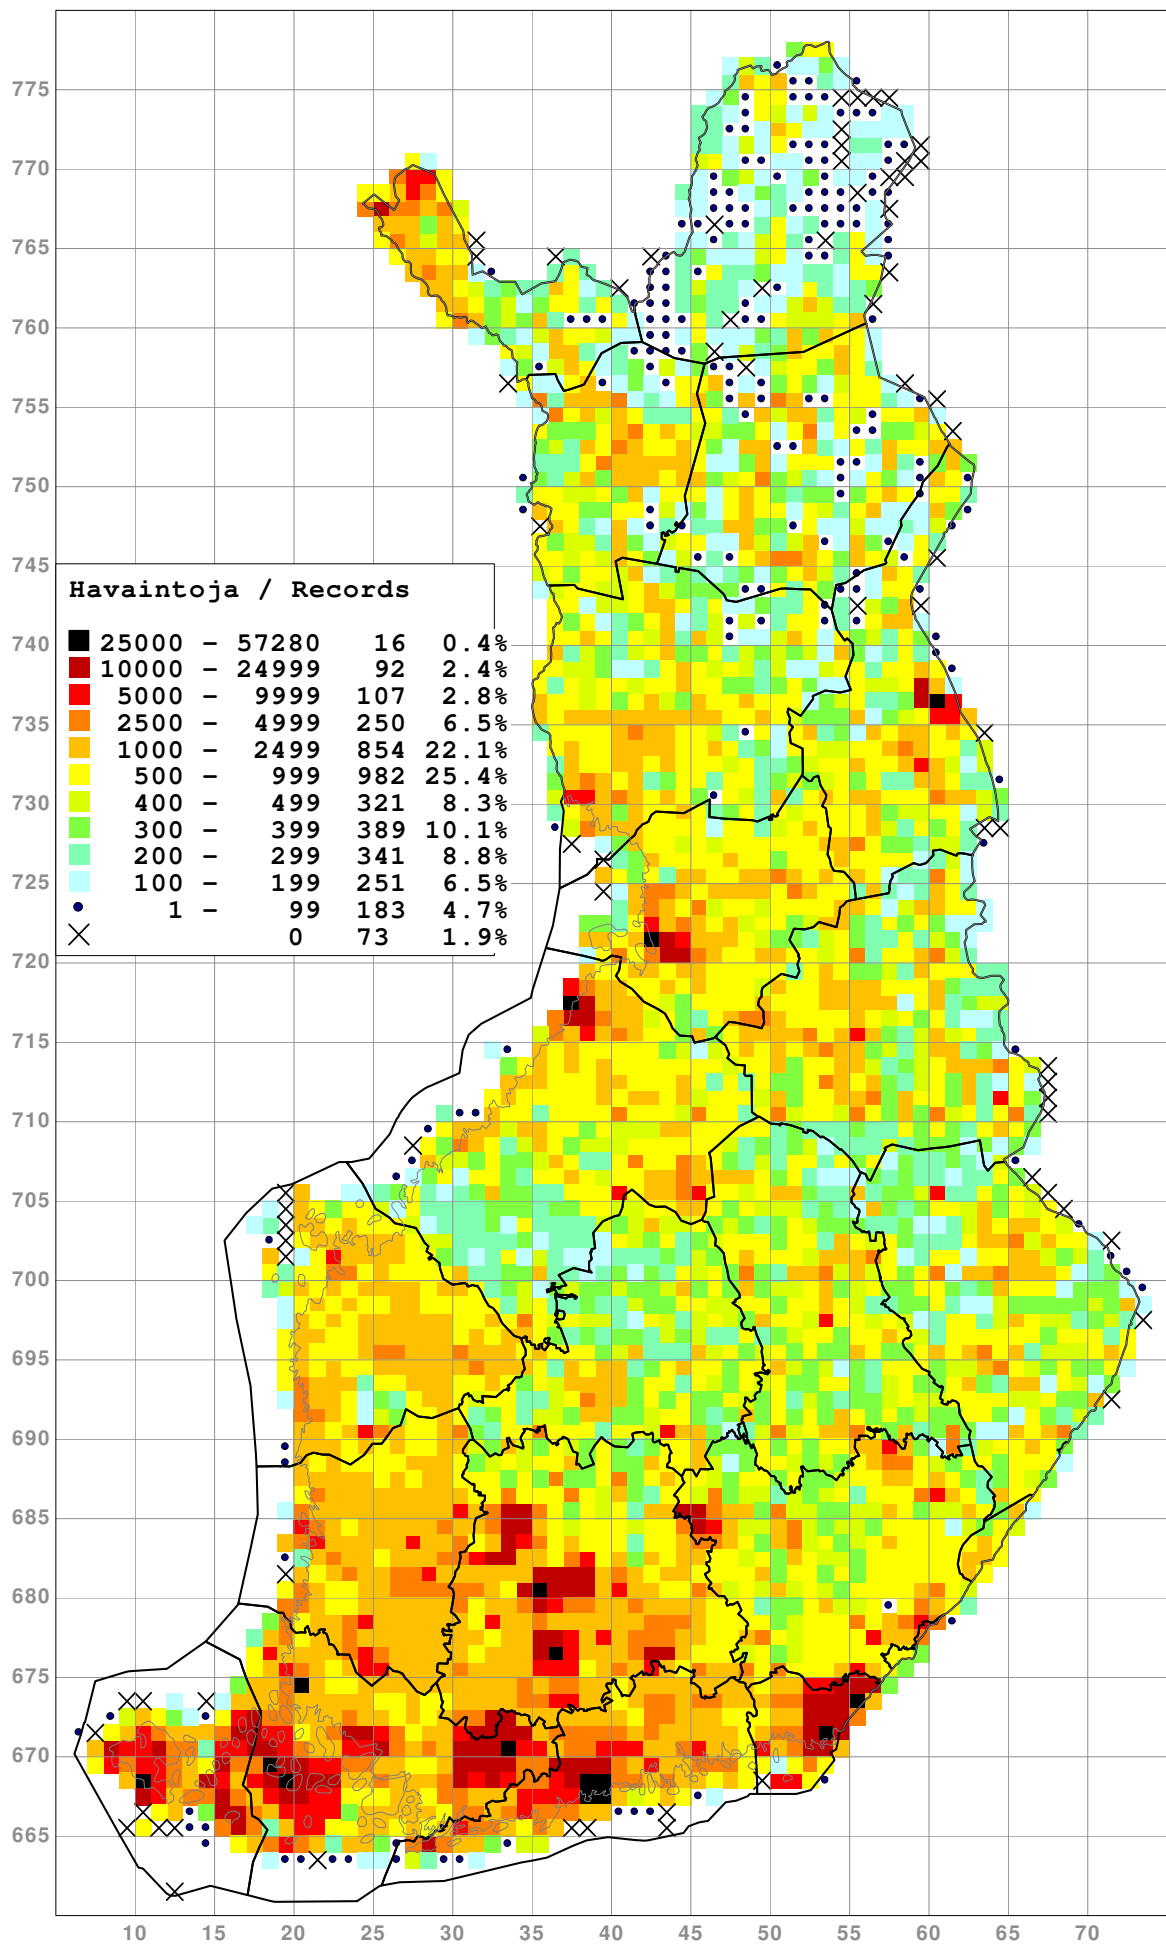 775
770
765
760
755
750
745
Havaintoja / Records
25000 – 57280 16 0.4%
10000 – 24999 92 2.4%
5000 – 9999 107 2.8%
2500 – 4999 250 6.5%
1000 – 2499 854 22.1%
500 – 999 982 25.4%
400 – 499 321 8.3%
300 – 399 389 10.1%
200 – 299 341 8.8%
100 – 199 251 6.5%
1 – 99 183 4.7%
0 73 1.9%
740
735
730
725
720
715
710
705
700
695
690
685
680
675
670
665
10 15 20 25 30 35 40 45 50 55 60 65 70